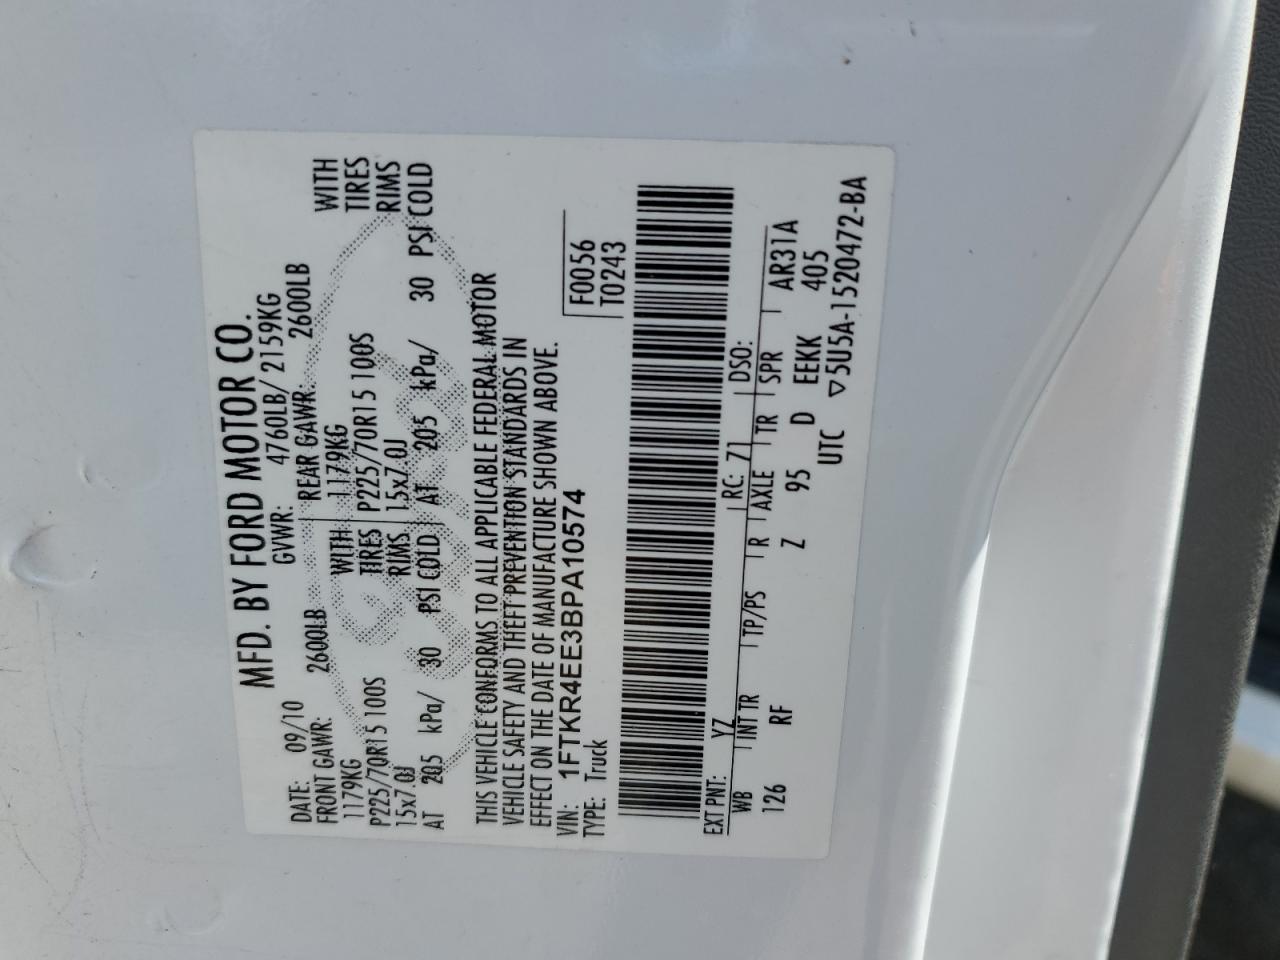 MFD. BY FORD MOTOR CO.
DATE: 09/10 GVWR: 4760LB/ 2159KG
FRONT GAWR: 2600LB REAR GAWR: 2600LB
1179KG WITH 1179KG WITH
P225/70R15 100S TIRES P225/70R15 100S TIRES
15x7.0J RIMS 15x7.0J RIMS
AT 205 kPa/ 30 PSI COLD AT 205 kPa/ 30 PSI COLD
THIS VEHICLE CONFORMS TO ALL APPLICABLE FEDERAL MOTOR
VEHICLE SAFETY AND THEFT PREVENTION STANDARDS IN
EFFECT ON THE DATE OF MANUFACTURE SHOWN ABOVE.
VIN: 1FTKR4EE3BPA10574 F0056
TYPE: Truck T0243
EXT PNT: YZ RC: 71 DSO:
WB INT TR TP/PS R AXLE TR SPR AR31A
126 RF Z 95 D EEKK 405
UTC ▽5U5A-1520472-BA